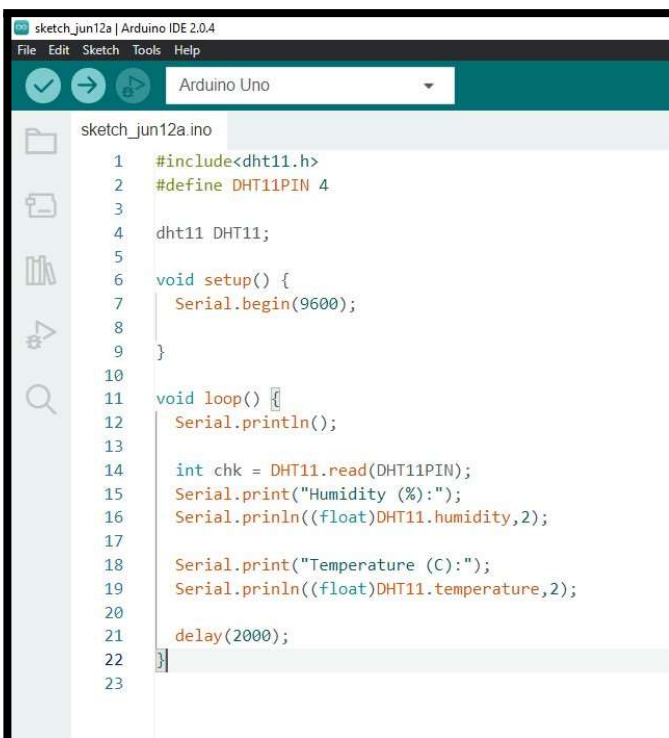 sketch_jun12a | Arduino IDE 2.0.4
File Edit Sketch Tools Help
Arduino Uno
sketch_jun12a.ino
1 #include<dht11.h>
2 #define DHT11PIN 4
3
4 dht11 DHT11;
5
6 void setup() {
7 Serial.begin(9600);
8
9 }
10
11 void loop() {
12 Serial.println();
13
14 int chk = DHT11.read(DHT11PIN);
15 Serial.print("Humidity (%):");
16 Serial.prinln((float)DHT11.humidity,2);
17
18 Serial.print("Temperature (C):");
19 Serial.prinln((float)DHT11.temperature,2);
20
21 delay(2000);
22 }
23